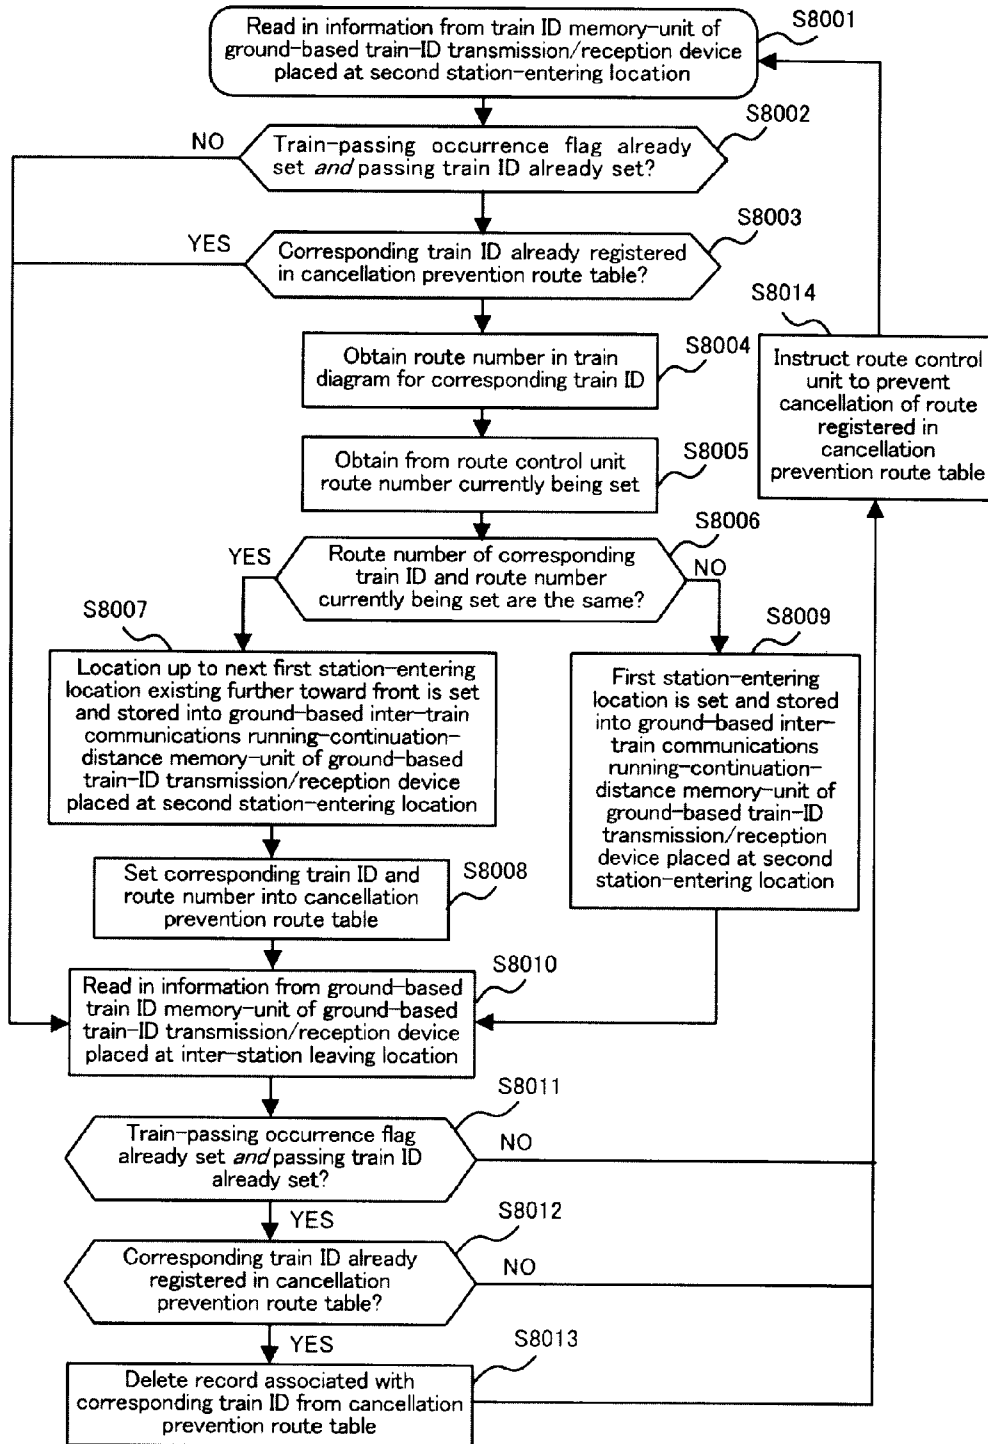 Read in information from train ID memory-unit of
ground-based train-ID transmission/reception device
placed at second station-entering location
S8001
S8002
NO
Train-passing occurrence flag already
set and passing train ID already set?
S8003
YES
Corresponding train ID already registered
in cancellation prevention route table?
S8014
Instruct route control
unit to prevent
cancellation of route
registered in
cancellation
prevention route table
S8004
Obtain route number in train
diagram for corresponding train ID
S8005
Obtain from route control unit
route number currently being set
S8006
YES
Route number of corresponding
train ID and route number
currently being set are the same?
NO
S8007
Location up to next first station-entering
location existing further toward front is set
and stored into ground-based inter-train
communications running-continuation-
distance memory-unit of ground-based
train-ID transmission/reception device
placed at second station-entering location
S8009
First station-entering
location is set and stored
into ground-based inter-
train communications
running-continuation-
distance memory-unit of
ground-based train-ID
transmission/reception
device placed at second
station-entering location
S8008
Set corresponding train ID and
route number into cancellation
prevention route table
S8010
Read in information from ground-based
train ID memory-unit of ground-based
train-ID transmission/reception device
placed at inter-station leaving location
S8011
Train-passing occurrence flag
already set and passing train ID
already set?
NO
YES
S8012
Corresponding train ID already
registered in cancellation
prevention route table?
NO
YES
S8013
Delete record associated with
corresponding train ID from cancellation
prevention route table